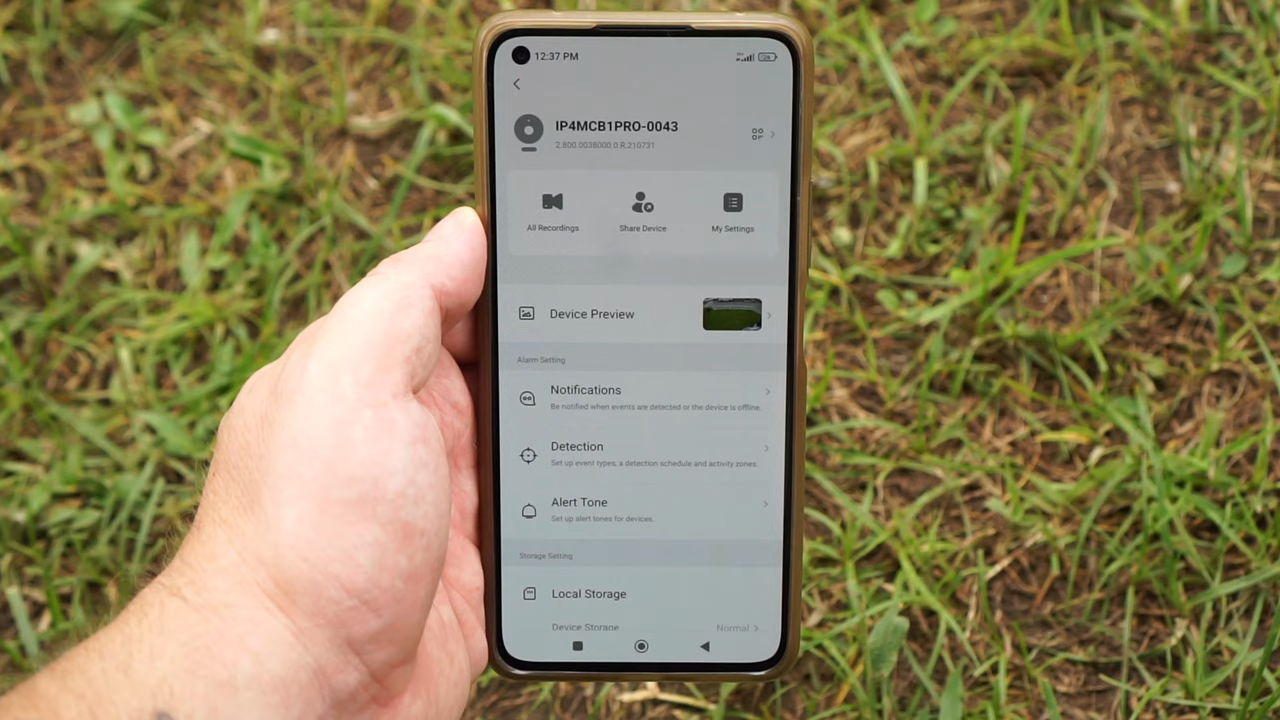 12:37 PM
IP4MCB1PRO-0043
2.800.0038000.0.R.210731
All Recordings
Share Device
My Settings
Device Preview
Alarm Setting
Notifications
Be notified when events are detected or the device is offline.
Detection
Set up event types, a detection schedule and activity zones.
Alert Tone
Set up alert tones for devices.
Storage Setting
Local Storage
Device Storage Normal